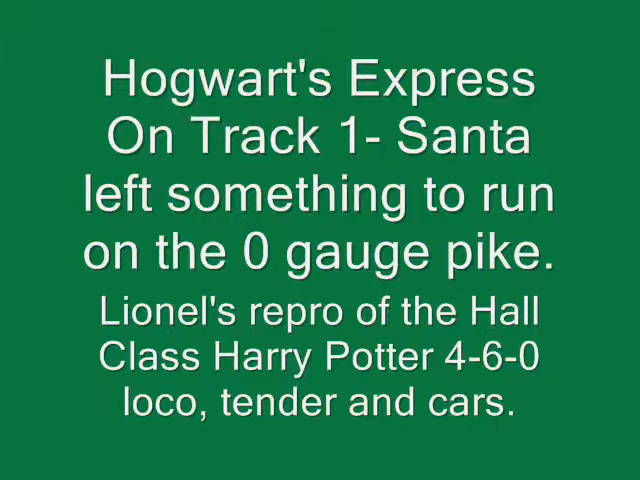 Hogwart's Express
On Track 1- Santa
left something to run
on the 0 gauge pike.
Lionel's repro of the Hall
Class Harry Potter 4-6-0
loco, tender and cars.